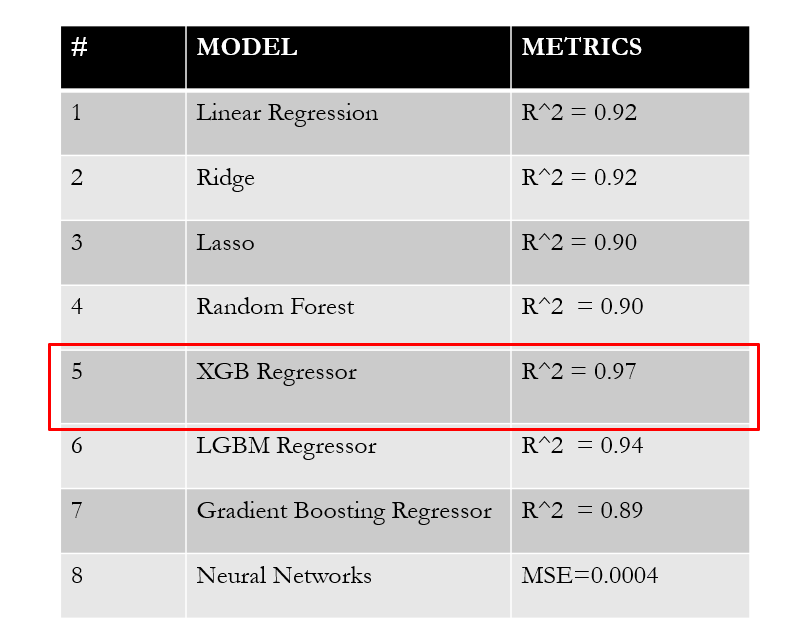 # MODEL METRICS
1 Linear Regression R^2 = 0.92
2 Ridge R^2 = 0.92
3 Lasso R^2 = 0.90
4 Random Forest R^2  = 0.90
5 XGB Regressor R^2 = 0.97
6 LGBM Regressor R^2  = 0.94
7 Gradient Boosting Regressor R^2  = 0.89
8 Neural Networks MSE=0.0004